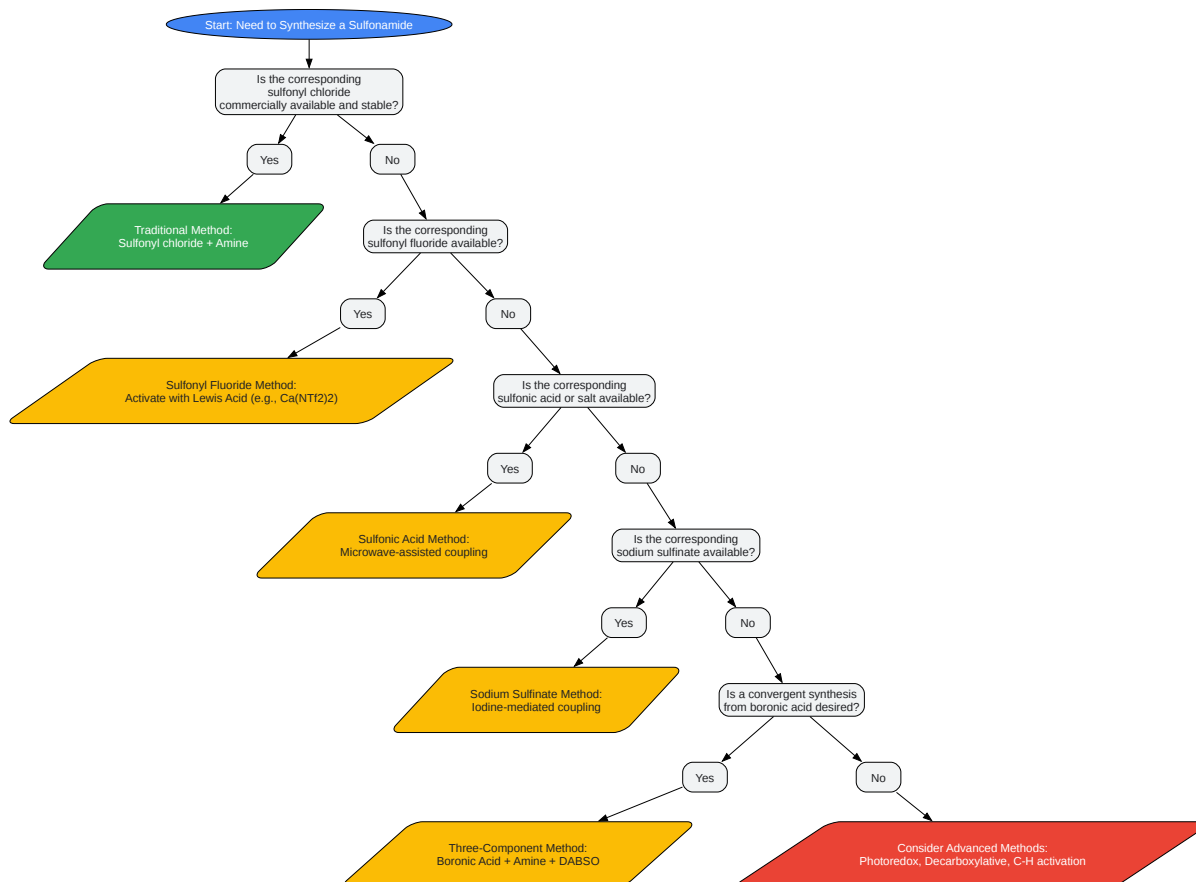 Start: Need to Synthesize a Sulfonamide
Is the corresponding
sulfonyl chloride
commercially available and stable?
Yes
No
Traditional Method:
Sulfonyl chloride + Amine
Is the corresponding
sulfonyl fluoride available?
Yes
No
Sulfonyl Fluoride Method:
Activate with Lewis Acid (e.g., Ca(NTf2)2)
Is the corresponding
sulfonic acid or salt available?
Yes
No
Sulfonic Acid Method:
Microwave-assisted coupling
Is the corresponding
sodium sulfinate available?
Yes
No
Sodium Sulfinate Method:
Iodine-mediated coupling
Is a convergent synthesis
from boronic acid desired?
Yes
No
Three-Component Method:
Boronic Acid + Amine + DABSO
Consider Advanced Methods:
Photoredox, Decarboxylative, C-H activation